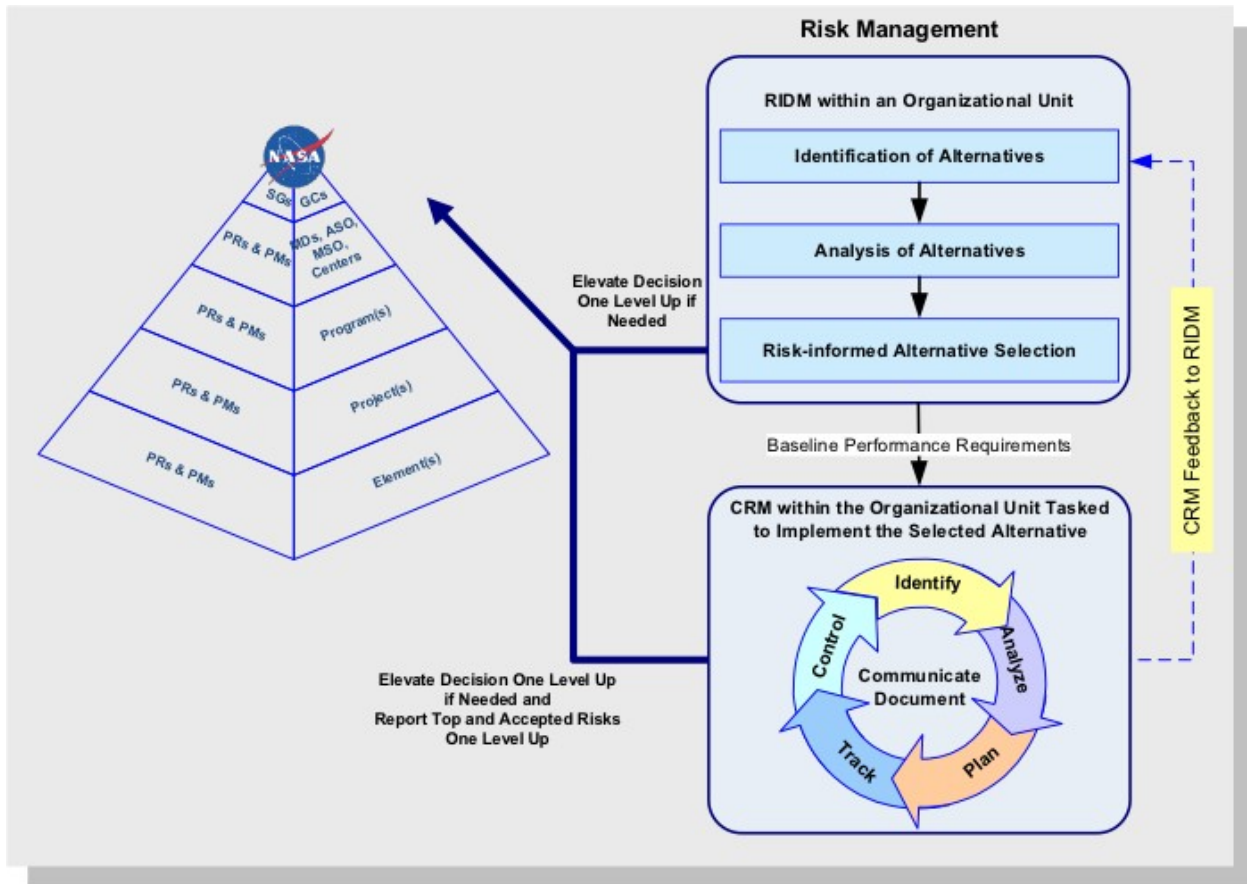 Risk Management
NASA
SGs
GCs
PRs & PMs
MDs, ASO,
MSO,
Centers
PRs & PMs
Program(s)
PRs & PMs
Project(s)
PRs & PMs
Element(s)
RIDM within an Organizational Unit
Identification of Alternatives
Analysis of Alternatives
Risk-informed Alternative Selection
Elevate Decision
One Level Up if
Needed
Baseline Performance Requirements
CRM Feedback to RIDM
CRM within the Organizational Unit Tasked
to Implement the Selected Alternative
Identify
Analyze
Plan
Track
Control
Communicate
Document
Elevate Decision One Level Up
if Needed and
Report Top and Accepted Risks
One Level Up